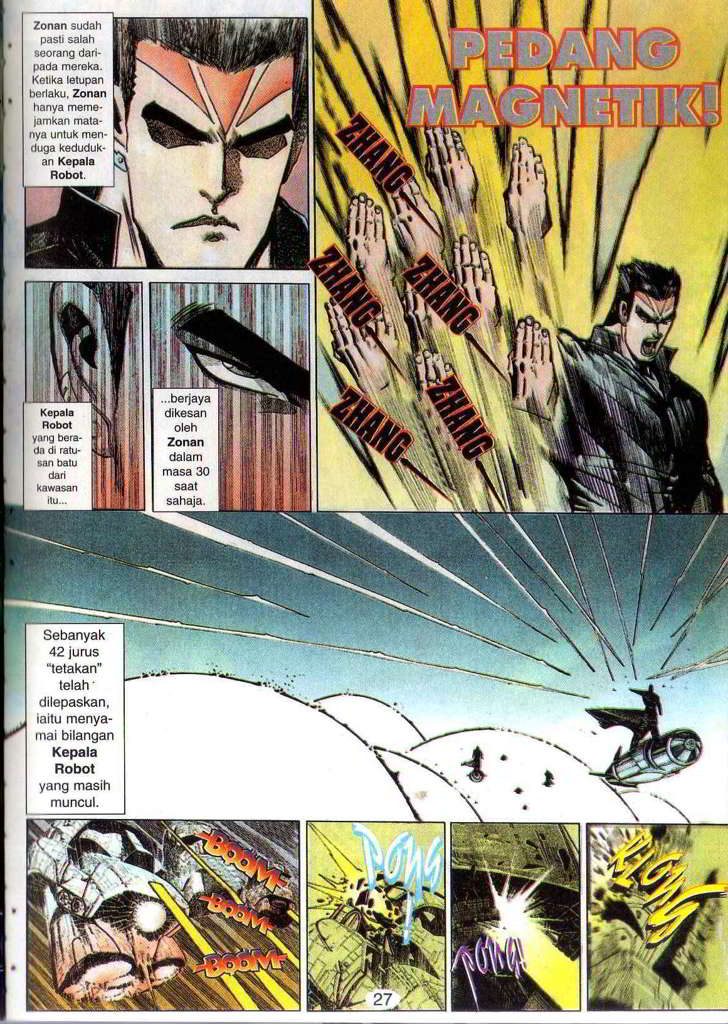 Zonan sudah
pasti salah
seorang dari-
pada mereka.
Ketika letupan
berlaku, Zonan
hanya meme-
jamkan mata-
nya untuk men-
duga keduduk-
an Kepala
Robot.
PEDANG
MAGNETIK!
ZHANG
ZHANG
ZHANG
ZHANG
ZHANG
Kepala
Robot
yang bera-
da di ratu-
san batu
dari
kawasan
itu...
...berjaya
dikesan
oleh
Zonan
dalam
masa 30
saat
sahaja.
Sebanyak
42 jurus
"tetakan"
telah
dilepaskan,
iaitu menya-
mai bilangan
Kepala
Robot
yang masih
muncul.
BOOM!
BOOM!
BOOM!
PONG
PONG!
KLONG
27